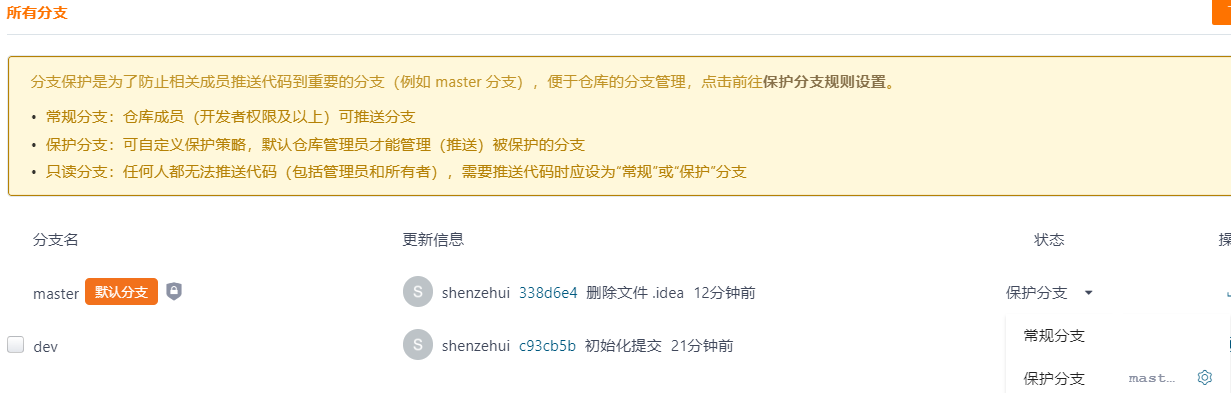 所有分支
分支保护是为了防止相关成员推送代码到重要的分支（例如 master 分支），便于仓库的分支管理，点击前往保护分支规则设置。
• 常规分支：仓库成员（开发者权限及以上）可推送分支
• 保护分支：可自定义保护策略，默认仓库管理员才能管理（推送）被保护的分支
• 只读分支：任何人都无法推送代码（包括管理员和所有者），需要推送代码时应设为“常规”或“保护”分支
分支名 更新信息 状态
master 默认分支 S shenzehui 338d6e4 删除文件 .idea 12分钟前 保护分支
常规分支
dev S shenzehui c93cb5b 初始化提交 21分钟前
保护分支 mast...